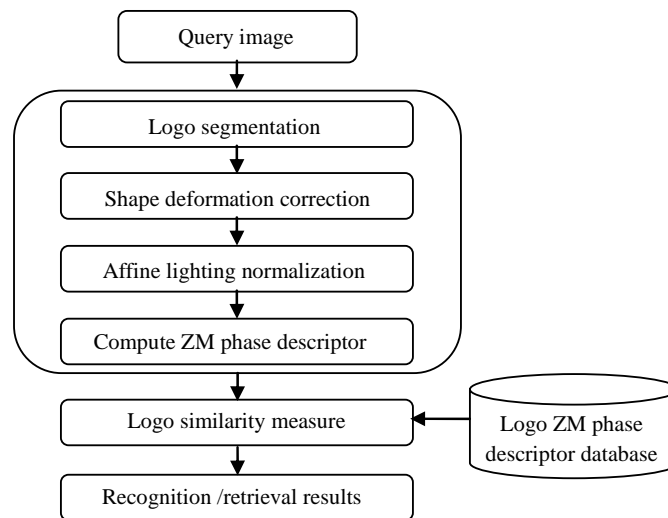 Query image
Logo segmentation
Shape deformation correction
Affine lighting normalization
Compute ZM phase descriptor
Logo similarity measure
Logo ZM phase
descriptor database
Recognition /retrieval results